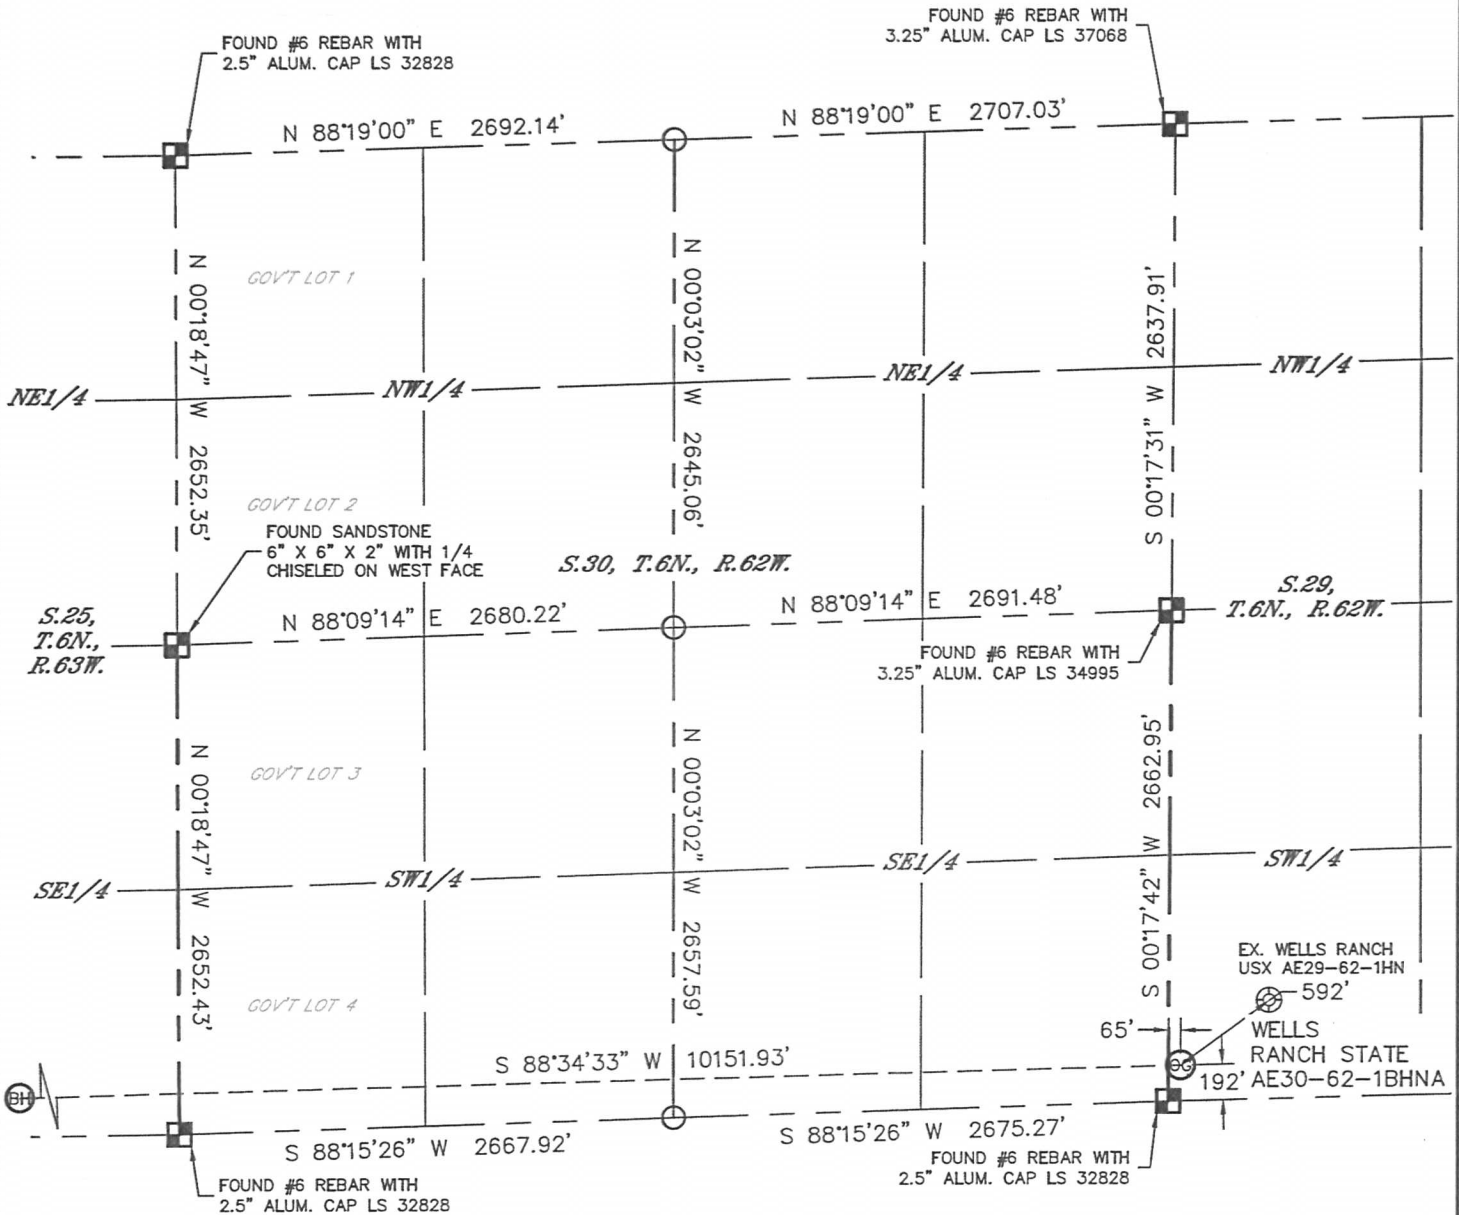 FOUND #6 REBAR WITH
2.5" ALUM. CAP LS 32828
FOUND #6 REBAR WITH
3.25" ALUM. CAP LS 37068
N 88°19'00" E 2692.14'
N 88°19'00" E 2707.03'
N 00°18'47" W 2652.35'
GOV'T LOT 1
N 00°03'02" W 2645.06'
S 00°17'31" W 2637.91'
NE1/4
NW1/4
NE1/4
NW1/4
GOV'T LOT 2
FOUND SANDSTONE
6" X 6" X 2" WITH 1/4
CHISELED ON WEST FACE
S.30, T.6N., R.62W.
S.25,
T.6N.,
R.63W.
N 88°09'14" E 2680.22'
N 88°09'14" E 2691.48'
S.29,
T.6N., R.62W.
FOUND #6 REBAR WITH
3.25" ALUM. CAP LS 34995
N 00°18'47" W 2652.43'
GOV'T LOT 3
N 00°03'02" W 2657.59'
S 00°17'42" W 2662.95'
SE1/4
SW1/4
SE1/4
SW1/4
GOV'T LOT 4
EX. WELLS RANCH
USX AE29-62-1HN
592'
65'
WELLS
RANCH STATE
AE30-62-1BHNA
192'
OG
BH
S 88°34'33" W 10151.93'
S 88°15'26" W 2667.92'
S 88°15'26" W 2675.27'
FOUND #6 REBAR WITH
2.5" ALUM. CAP LS 32828
FOUND #6 REBAR WITH
2.5" ALUM. CAP LS 32828